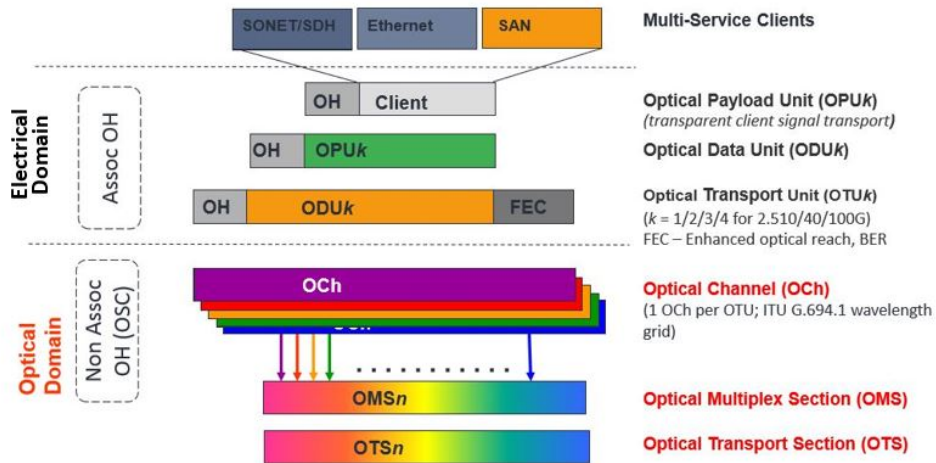 SONET/SDH Ethernet SAN Multi-Service Clients
Electrical
Domain
Assoc OH
OH Client Optical Payload Unit (OPUk)
(transparent client signal transport)
OH OPUk Optical Data Unit (ODUk)
OH ODUk FEC Optical Transport Unit (OTUk)
(k = 1/2/3/4 for 2.510/40/100G)
FEC – Enhanced optical reach, BER
Optical
Domain
Non Assoc
OH (OSC)
OCh Optical Channel (OCh)
(1 OCh per OTU; ITU G.694.1 wavelength
grid)
OMSn Optical Multiplex Section (OMS)
OTSn Optical Transport Section (OTS)